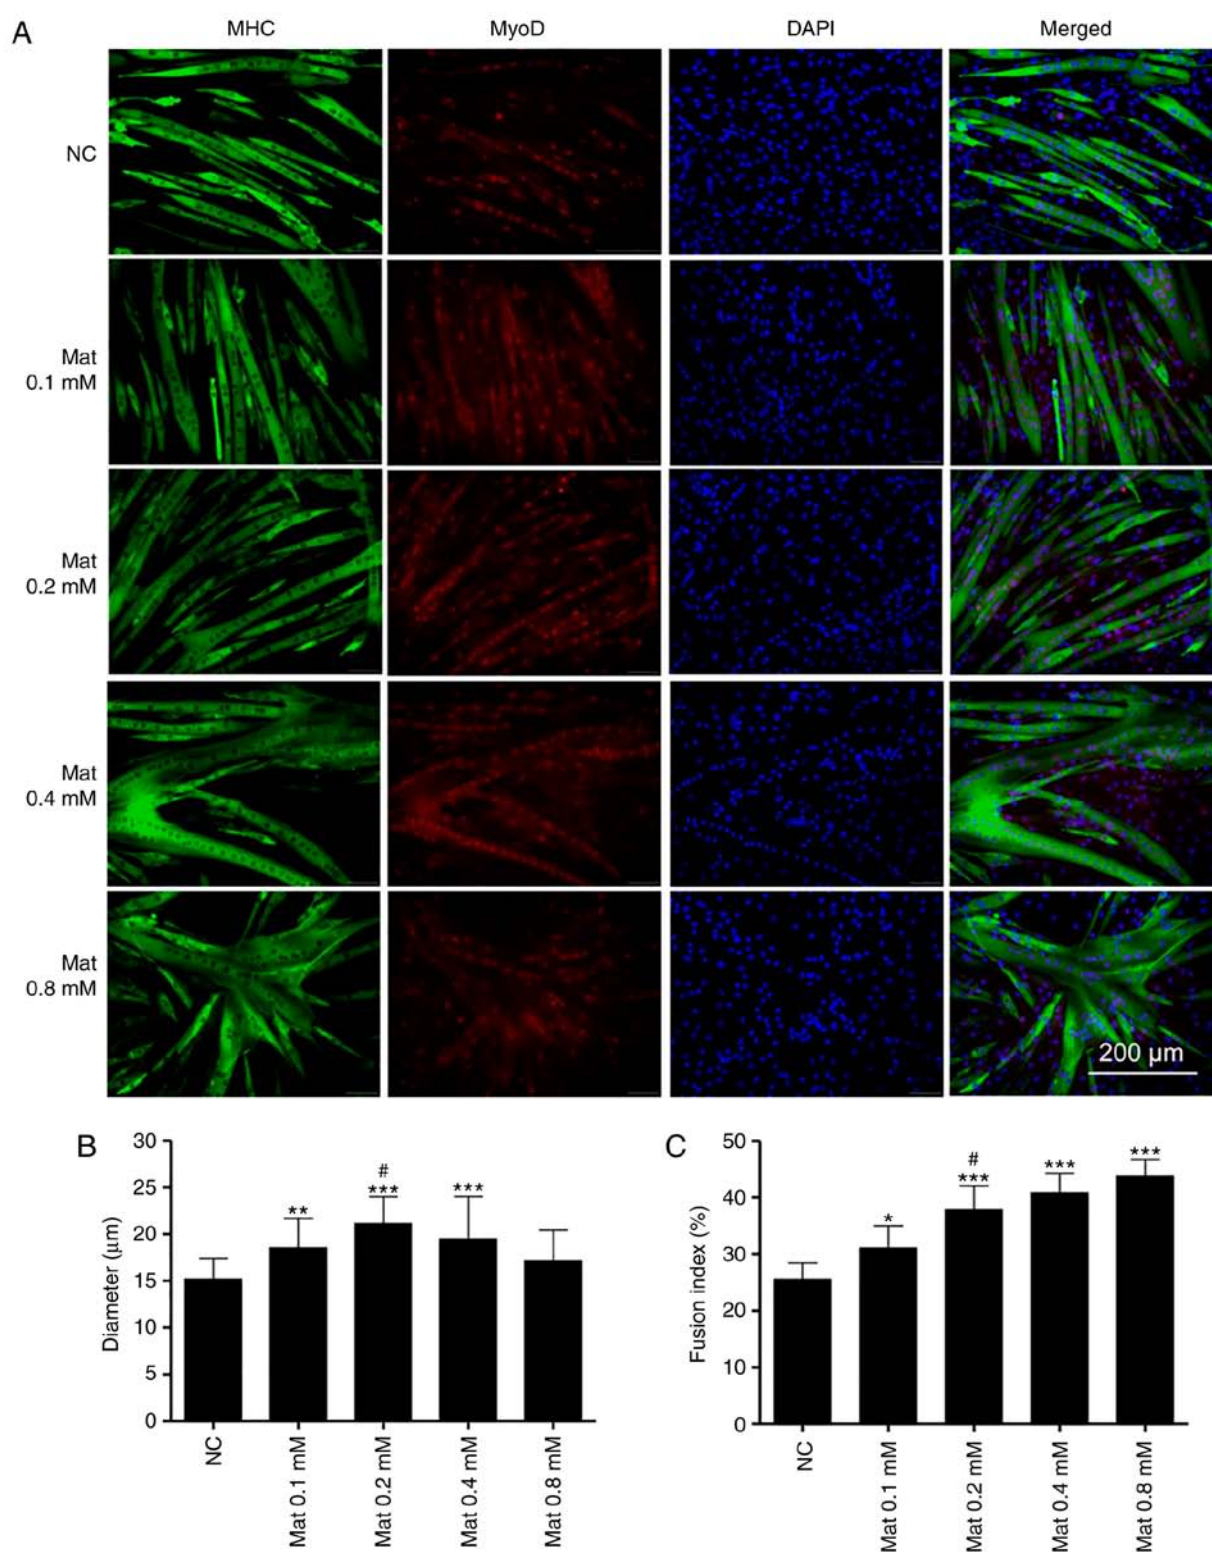 A
MHC MyoD DAPI Merged
NC
Mat
0.1 mM
Mat
0.2 mM
Mat
0.4 mM
Mat
0.8 mM
200 μm
B
Diameter (μm)
30
25
20
15
10
5
0
**
#
***
***
NC
Mat 0.1 mM
Mat 0.2 mM
Mat 0.4 mM
Mat 0.8 mM
C
Fusion index (%)
50
40
30
20
10
0
*
#
***
***
***
NC
Mat 0.1 mM
Mat 0.2 mM
Mat 0.4 mM
Mat 0.8 mM